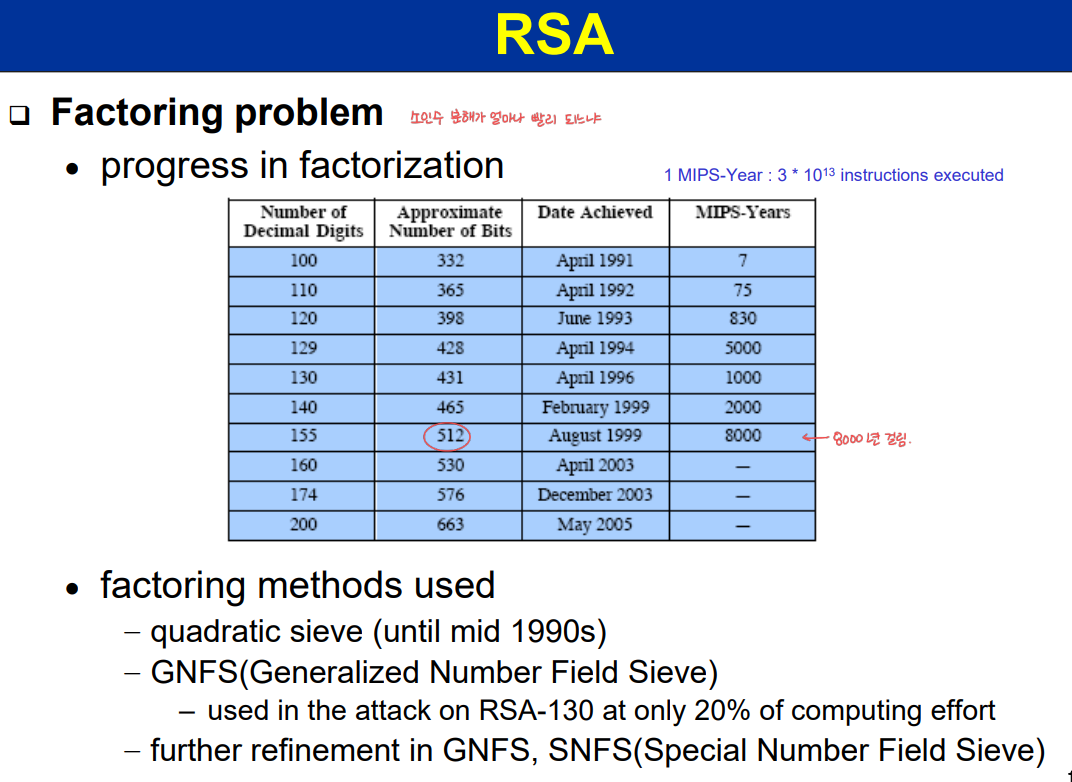 RSA
❑ Factoring problem 소인수 분해가 얼마나 빨리 되느냐
• progress in factorization
1 MIPS-Year : 3 * 10¹³ instructions executed
Number of Decimal Digits | Approximate Number of Bits | Date Achieved | MIPS-Years
100 | 332 | April 1991 | 7
110 | 365 | April 1992 | 75
120 | 398 | June 1993 | 830
129 | 428 | April 1994 | 5000
130 | 431 | April 1996 | 1000
140 | 465 | February 1999 | 2000
155 | 512 | August 1999 | 8000 ← 8000년 걸림.
160 | 530 | April 2003 | —
174 | 576 | December 2003 | —
200 | 663 | May 2005 | —
• factoring methods used
– quadratic sieve (until mid 1990s)
– GNFS(Generalized Number Field Sieve)
– used in the attack on RSA-130 at only 20% of computing effort
– further refinement in GNFS, SNFS(Special Number Field Sieve)